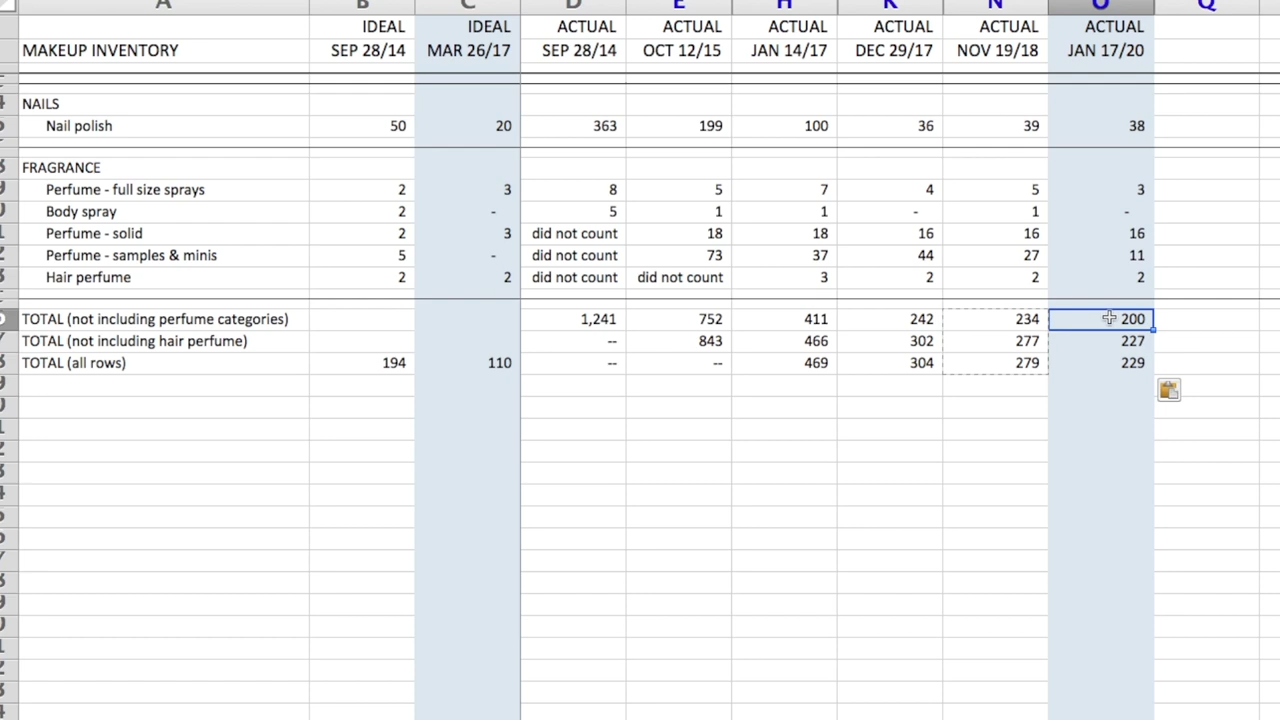 A B C D E H K N O Q
IDEAL IDEAL ACTUAL ACTUAL ACTUAL ACTUAL ACTUAL ACTUAL
MAKEUP INVENTORY SEP 28/14 MAR 26/17 SEP 28/14 OCT 12/15 JAN 14/17 DEC 29/17 NOV 19/18 JAN 17/20
NAILS
Nail polish 50 20 363 199 100 36 39 38
FRAGRANCE
Perfume - full size sprays 2 3 8 5 7 4 5 3
Body spray 2 - 5 1 1 - 1 -
Perfume - solid 2 3 did not count 18 18 16 16 16
Perfume - samples & minis 5 - did not count 73 37 44 27 11
Hair perfume 2 2 did not count did not count 3 2 2 2
TOTAL (not including perfume categories) 1,241 752 411 242 234 200
TOTAL (not including hair perfume) -- 843 466 302 277 227
TOTAL (all rows) 194 110 -- -- 469 304 279 229